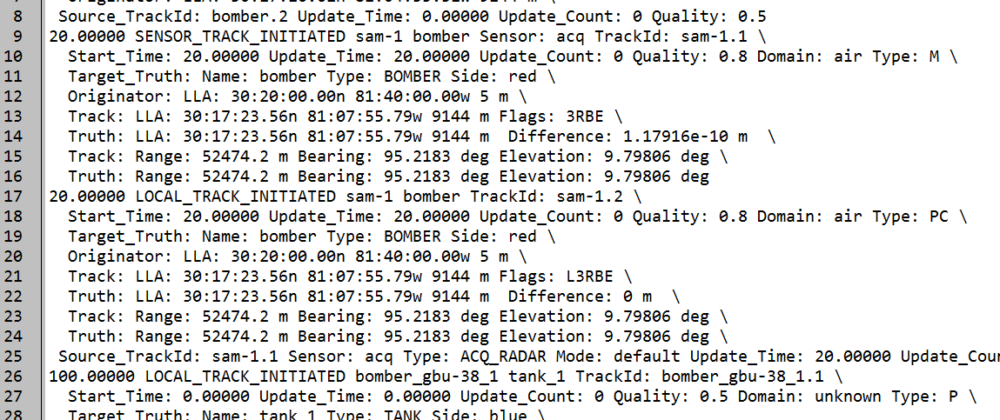 7 Originator: LLA:
8 Source_TrackId: bomber.2 Update_Time: 0.00000 Update_Count: 0 Quality: 0.5
9 20.00000 SENSOR_TRACK_INITIATED sam-1 bomber Sensor: acq TrackId: sam-1.1 \
10 Start_Time: 20.00000 Update_Time: 20.00000 Update_Count: 0 Quality: 0.8 Domain: air Type: M \
11 Target_Truth: Name: bomber Type: BOMBER Side: red \
12 Originator: LLA: 30:20:00.00n 81:40:00.00w 5 m \
13 Track: LLA: 30:17:23.56n 81:07:55.79w 9144 m Flags: 3RBE \
14 Truth: LLA: 30:17:23.56n 81:07:55.79w 9144 m  Difference: 1.17916e-10 m  \
15 Track: Range: 52474.2 m Bearing: 95.2183 deg Elevation: 9.79806 deg \
16 Truth: Range: 52474.2 m Bearing: 95.2183 deg Elevation: 9.79806 deg
17 20.00000 LOCAL_TRACK_INITIATED sam-1 bomber TrackId: sam-1.2 \
18 Start_Time: 20.00000 Update_Time: 20.00000 Update_Count: 0 Quality: 0.8 Domain: air Type: PC \
19 Target_Truth: Name: bomber Type: BOMBER Side: red \
20 Originator: LLA: 30:20:00.00n 81:40:00.00w 5 m \
21 Track: LLA: 30:17:23.56n 81:07:55.79w 9144 m Flags: L3RBE \
22 Truth: LLA: 30:17:23.56n 81:07:55.79w 9144 m  Difference: 0 m  \
23 Track: Range: 52474.2 m Bearing: 95.2183 deg Elevation: 9.79806 deg \
24 Truth: Range: 52474.2 m Bearing: 95.2183 deg Elevation: 9.79806 deg \
25 Source_TrackId: sam-1.1 Sensor: acq Type: ACQ_RADAR Mode: default Update_Time: 20.00000 Update_Cou
26 100.00000 LOCAL_TRACK_INITIATED bomber_gbu-38_1 tank_1 TrackId: bomber_gbu-38_1.1 \
27 Start_Time: 0.00000 Update_Time: 0.00000 Update_Count: 0 Quality: 0.5 Domain: unknown Type: P \
28 Target_Truth: Name: tank_1 Type: TANK Side: blue \